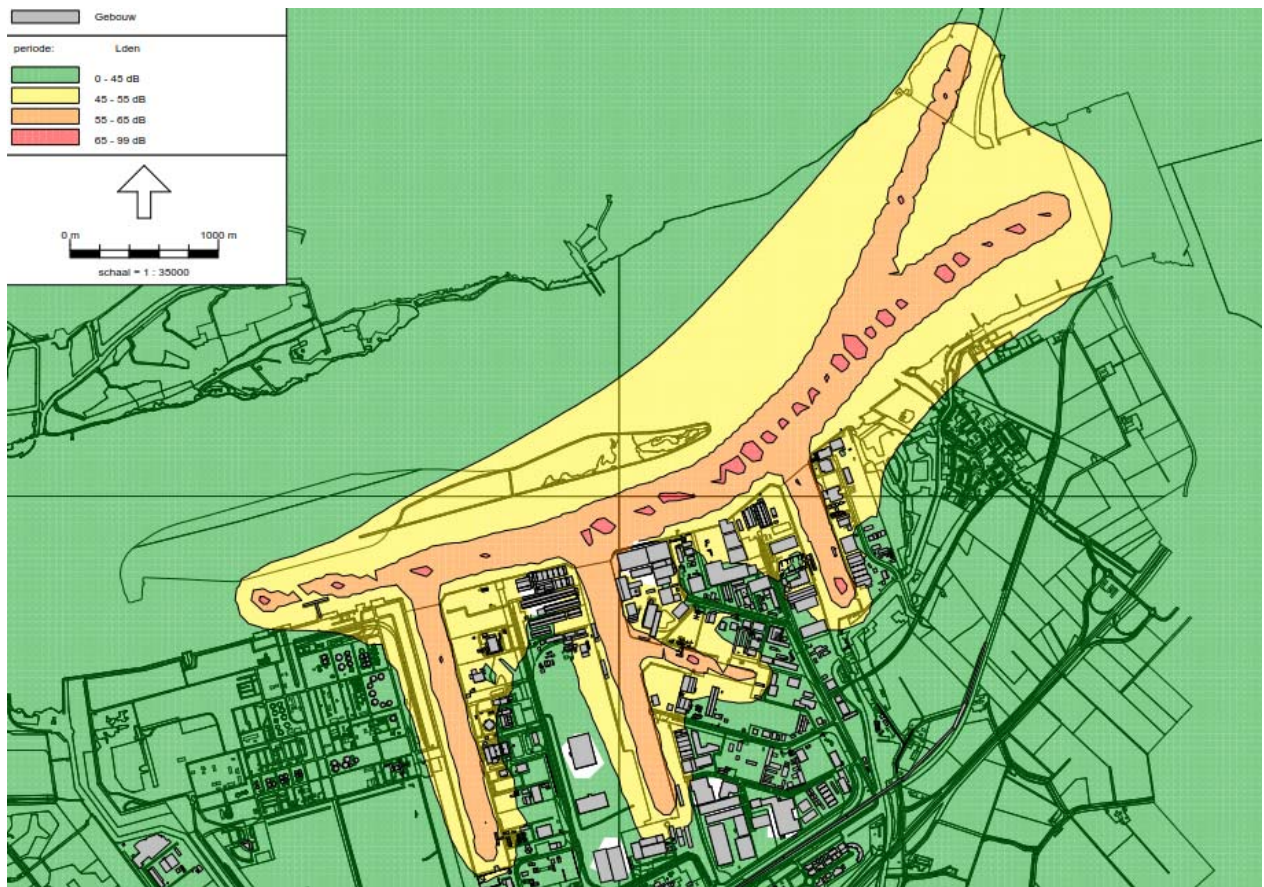 Gebouw
periode: Lden
0 - 45 dB
45 - 55 dB
55 - 65 dB
65 - 99 dB
0 m 1000 m
schaal = 1 : 35000